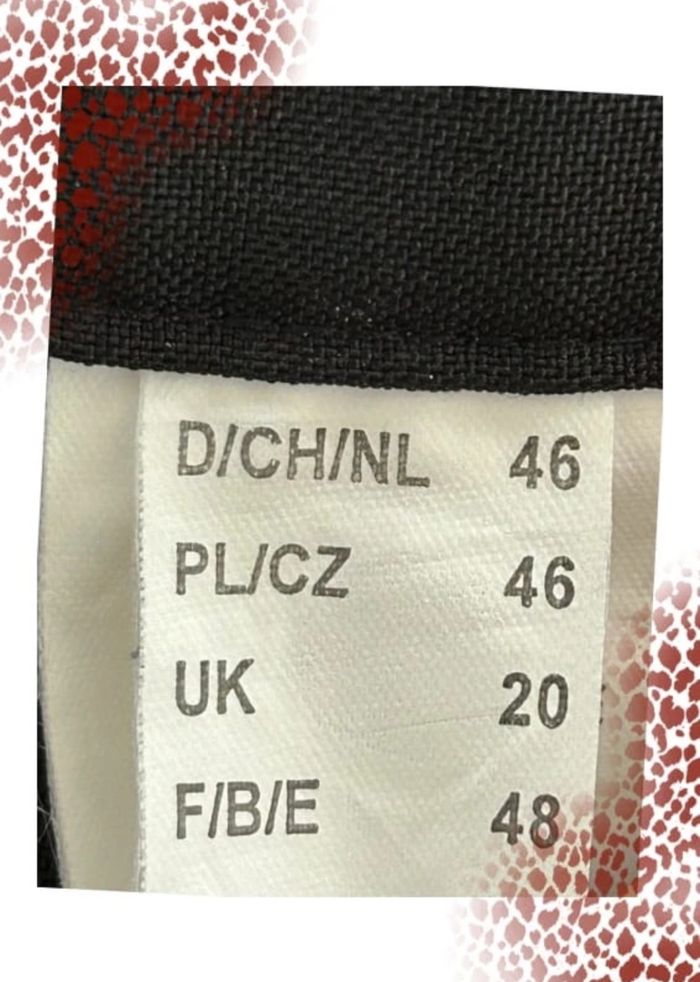 D/CH/NL 46
PL/CZ 46
UK 20
F/B/E 48